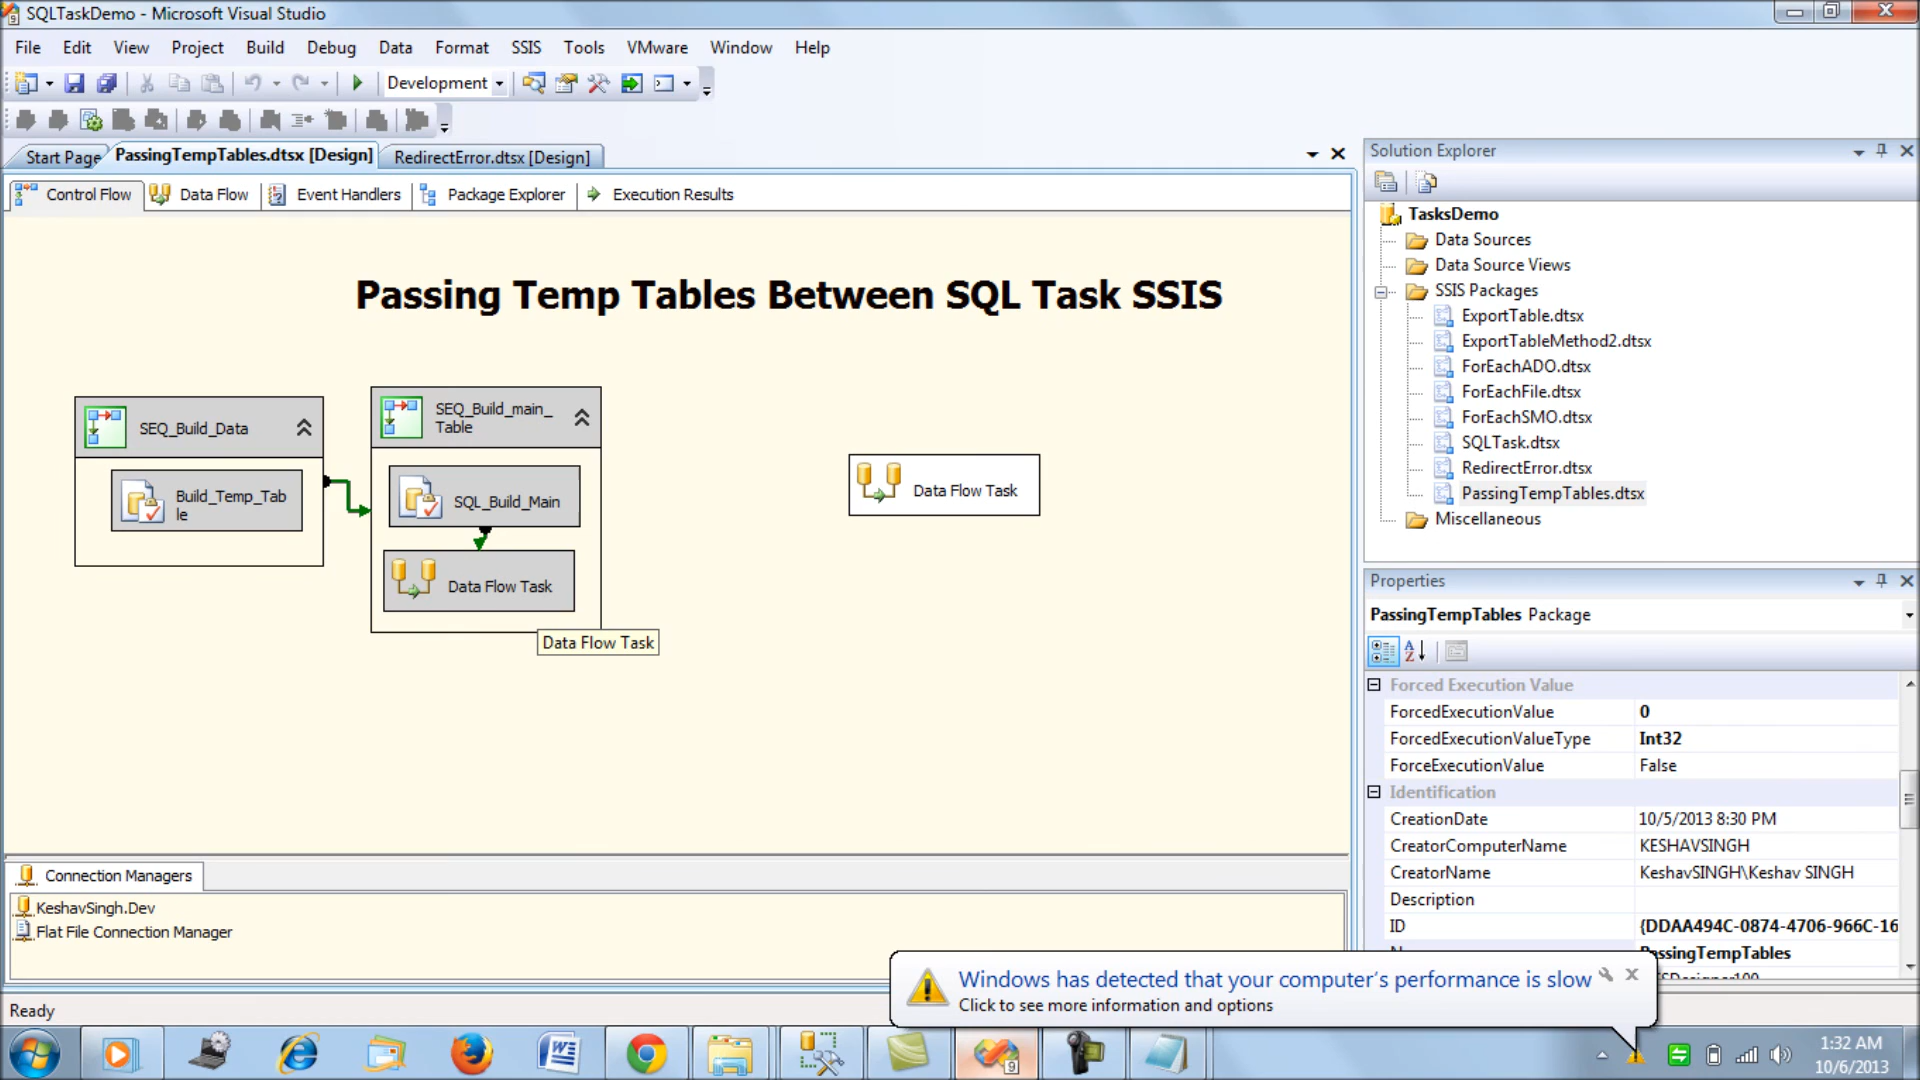 SQLTaskDemo - Microsoft Visual Studio
File Edit View Project Build Debug Data Format SSIS Tools VMware Window Help
Development
Start Page PassingTempTables.dtsx [Design] RedirectError.dtsx [Design]
Control Flow Data Flow Event Handlers Package Explorer Execution Results
Passing Temp Tables Between SQL Task SSIS
SEQ_Build_Data
Build_Temp_Tab
le
SEQ_Build_main_
Table
SQL_Build_Main
Data Flow Task
Data Flow Task
Data Flow Task
Connection Managers
KeshavSingh.Dev
Flat File Connection Manager
Solution Explorer
TasksDemo
Data Sources
Data Source Views
SSIS Packages
ExportTable.dtsx
ExportTableMethod2.dtsx
ForEachADO.dtsx
ForEachFile.dtsx
ForEachSMO.dtsx
SQLTask.dtsx
RedirectError.dtsx
PassingTempTables.dtsx
Miscellaneous
Properties
PassingTempTables Package
Forced Execution Value
ForcedExecutionValue 0
ForcedExecutionValueType Int32
ForceExecutionValue False
Identification
CreationDate 10/5/2013 8:30 PM
CreatorComputerName KESHAVSINGH
CreatorName KeshavSINGH\Keshav SINGH
Description
ID {DDAA494C-0874-4706-966C-16
PassingTempTables
Windows has detected that your computer's performance is slow
Click to see more information and options
Ready
1:32 AM
10/6/2013